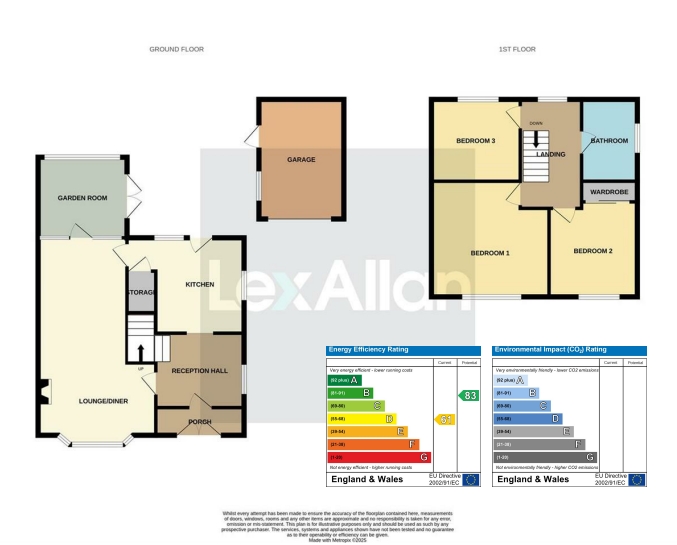 GROUND FLOOR
1ST FLOOR
GARAGE
GARDEN ROOM
STORAGE
KITCHEN
UP
RECEPTION HALL
LOUNGE/DINER
PORCH
BEDROOM 3
DOWN
LANDING
BATHROOM
WARDROBE
BEDROOM 1
BEDROOM 2
LexAllan
Energy Efficiency Rating
Current Potential
Very energy efficient - lower running costs
(92 plus) A
(81-91) B
(69-80) C
(55-68) D
(39-54) E
(21-38) F
(1-20) G
83
61
Not energy efficient - higher running costs
England & Wales
EU Directive
2002/91/EC
Environmental Impact (CO2) Rating
Current Potential
Very environmentally friendly - lower CO2 emissions
(92 plus) A
(81-91) B
(69-80) C
(55-68) D
(39-54) E
(21-38) F
(1-20) G
Not environmentally friendly - higher CO2 emissions
England & Wales
EU Directive
2002/91/EC
Whilst every attempt has been made to ensure the accuracy of the floorplan contained here, measurements
of doors, windows, rooms and any other items are approximate and no responsibility is taken for any error,
omission or mis-statement. This plan is for illustrative purposes only and should be used as such by any
prospective purchaser. The services, systems and appliances shown have not been tested and no guarantee
as to their operability or efficiency can be given.
Made with Metropix ©2025